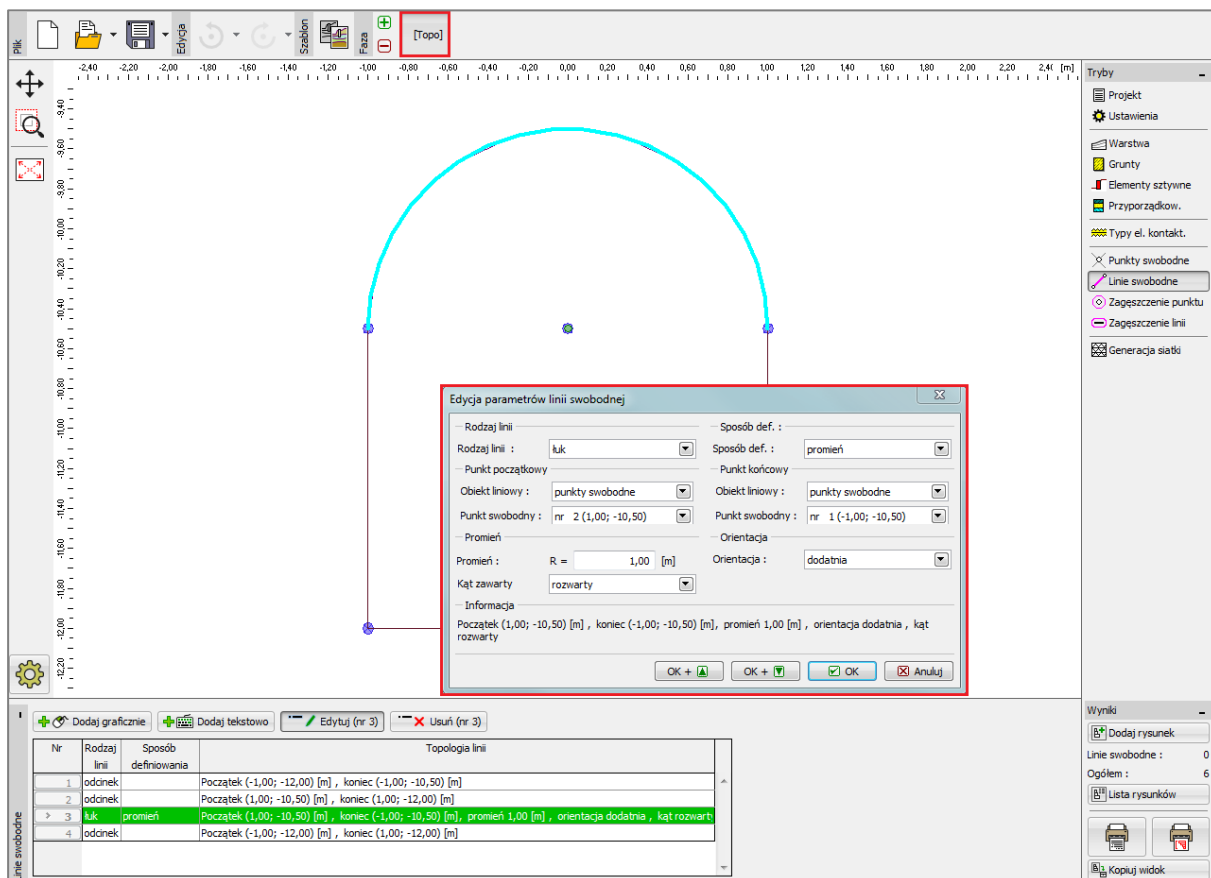 Plik
Edycja
Szablon
Faza
[Topo]
-2,40 -2,20 -2,00 -1,80 -1,60 -1,40 -1,20 -1,00 -0,80 -0,60 -0,40 -0,20 0,00 0,20 0,40 0,60 0,80 1,00 1,20 1,40 1,60 1,80 2,00 2,20 2,4( [m]
-9,40
-9,60
-9,80
-10,00
-10,20
-10,40
-10,60
-10,80
-11,00
-11,20
-11,40
-11,60
-11,80
-12,00
-12,20
Tryby
Projekt
Ustawienia
Warstwa
Grunty
Elementy sztywne
Przyporządkow.
Typy el. kontakt.
Punkty swobodne
Linie swobodne
Zagęszczenie punktu
Zagęszczenie linii
Generacja siatki
Edycja parametrów linii swobodnej
Rodzaj linii
Sposób def. :
Rodzaj linii : łuk
Sposób def. : promień
Punkt początkowy
Punkt końcowy
Obiekt liniowy : punkty swobodne
Obiekt liniowy : punkty swobodne
Punkt swobodny : nr 2 (1,00; -10,50)
Punkt swobodny : nr 1 (-1,00; -10,50)
Promień
Orientacja
Promień : R = 1,00 [m]
Orientacja : dodatnia
Kąt zawarty rozwarty
Informacja
Początek (1,00; -10,50) [m] , koniec (-1,00; -10,50) [m], promień 1,00 [m] , orientacja dodatnia , kąt
rozwarty
OK + OK + OK Anuluj
Linie swobodne
Dodaj graficznie Dodaj tekstowo Edytuj (nr 3) Usuń (nr 3)
Nr Rodzaj linii Sposób definiowania Topologia linii
1 odcinek Początek (-1,00; -12,00) [m] , koniec (-1,00; -10,50) [m]
2 odcinek Początek (1,00; -10,50) [m] , koniec (1,00; -12,00) [m]
> 3 łuk promień Początek (1,00; -10,50) [m] , koniec (-1,00; -10,50) [m], promień 1,00 [m] , orientacja dodatnia , kąt rozwart
4 odcinek Początek (-1,00; -12,00) [m] , koniec (1,00; -12,00) [m]
Wyniki
Dodaj rysunek
Linie swobodne : 0
Ogółem : 6
Lista rysunków
Kopiuj widok